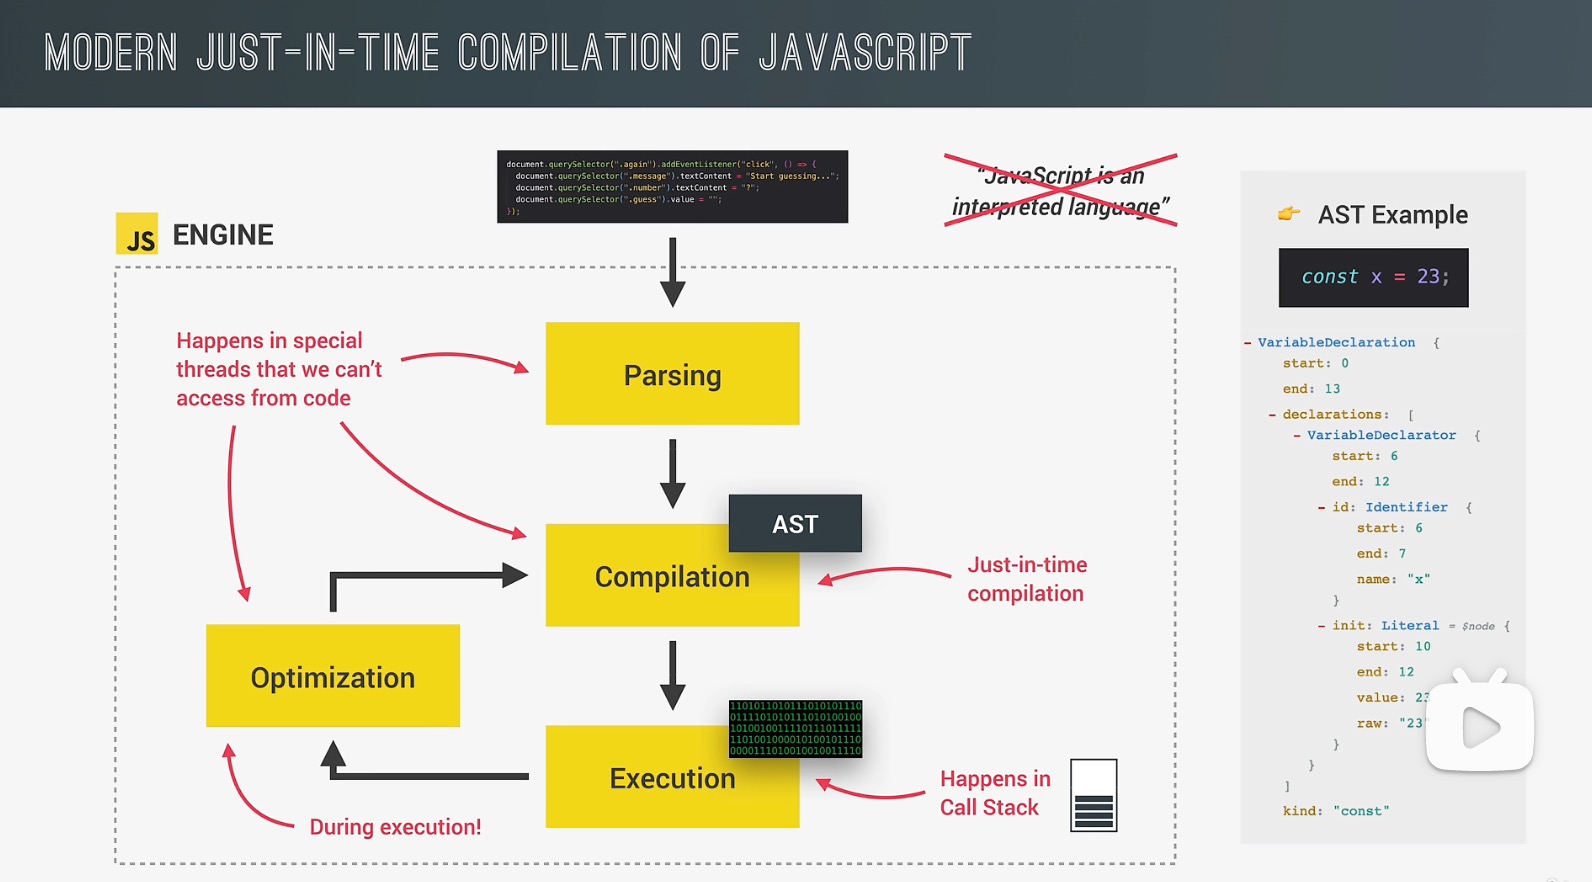 MODERN JUST-IN-TIME COMPILATION OF JAVASCRIPT
document.querySelector(".again").addEventListener("click", () => {
document.querySelector(".message").textContent = "Start guessing...";
document.querySelector(".number").textContent = "?";
document.querySelector(".guess").value = "";
});
“JavaScript is an
interpreted language”
JS ENGINE
Happens in special
threads that we can’t
access from code
Parsing
AST
Compilation
Just-in-time
compilation
Optimization
1101011010111010101110
0111101010111010100100
1010010011110111011111
1101001000010100101110
0000111010010010011110
Execution
Happens in
Call Stack
During execution!
👉 AST Example
const x = 23;
- VariableDeclaration {
start: 0
end: 13
- declarations: [
- VariableDeclarator {
start: 6
end: 12
- id: Identifier {
start: 6
end: 7
name: "x"
}
- init: Literal = $node {
start: 10
end: 12
value: 23
raw: "23"
}
}
]
kind: "const"